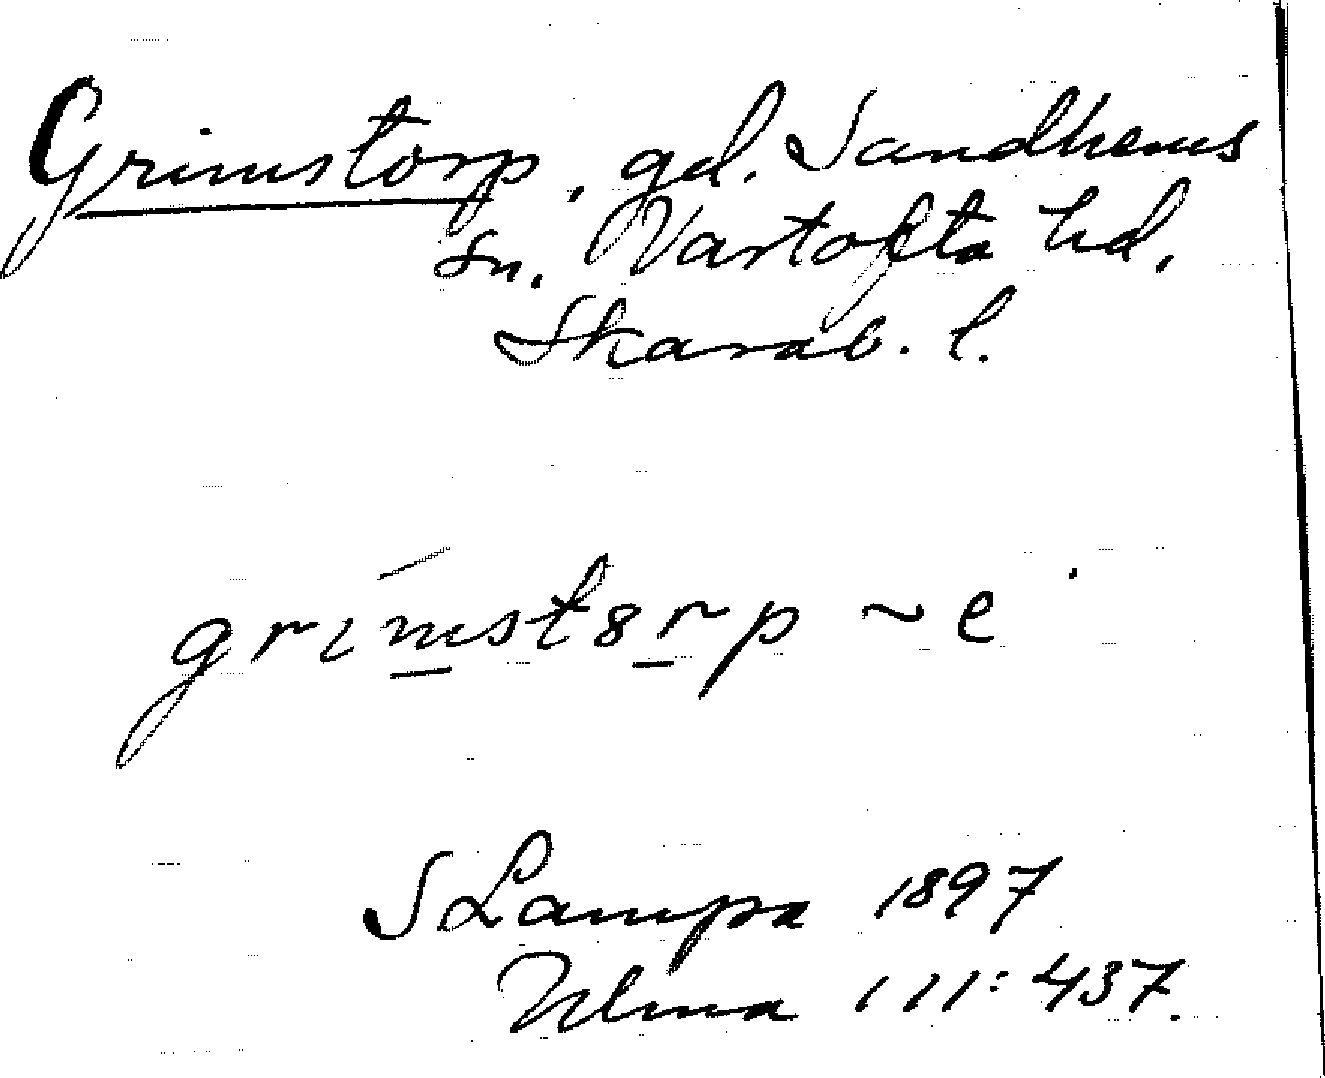 Grimstorp, gd. Sandhems
sn. Vartofta hd,
Skarab. l.
grimstorp ~ e
S Lampa 1897
Ulma 111:437.